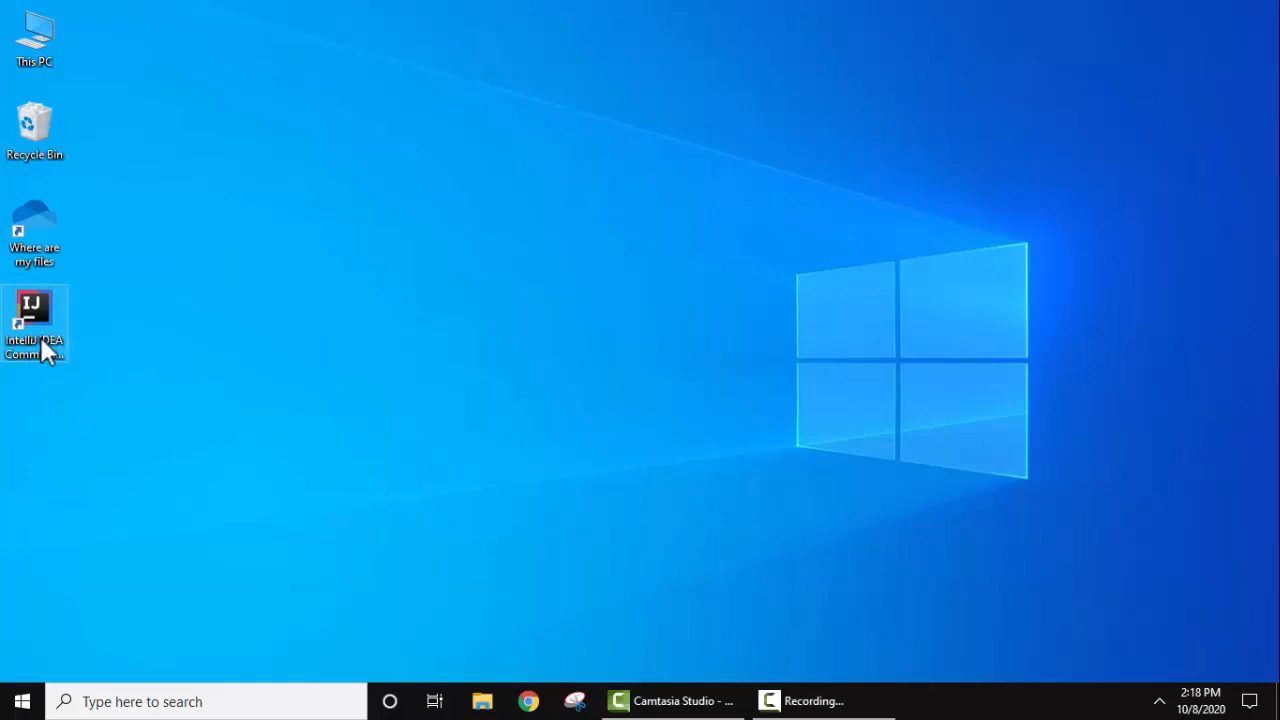 This PC
Recycle Bin
Where are
my files
IJ
IntelliJ IDEA
Comm...
Type here to search
Camtasia Studio - ...
Recording...
2:18 PM
10/8/2020